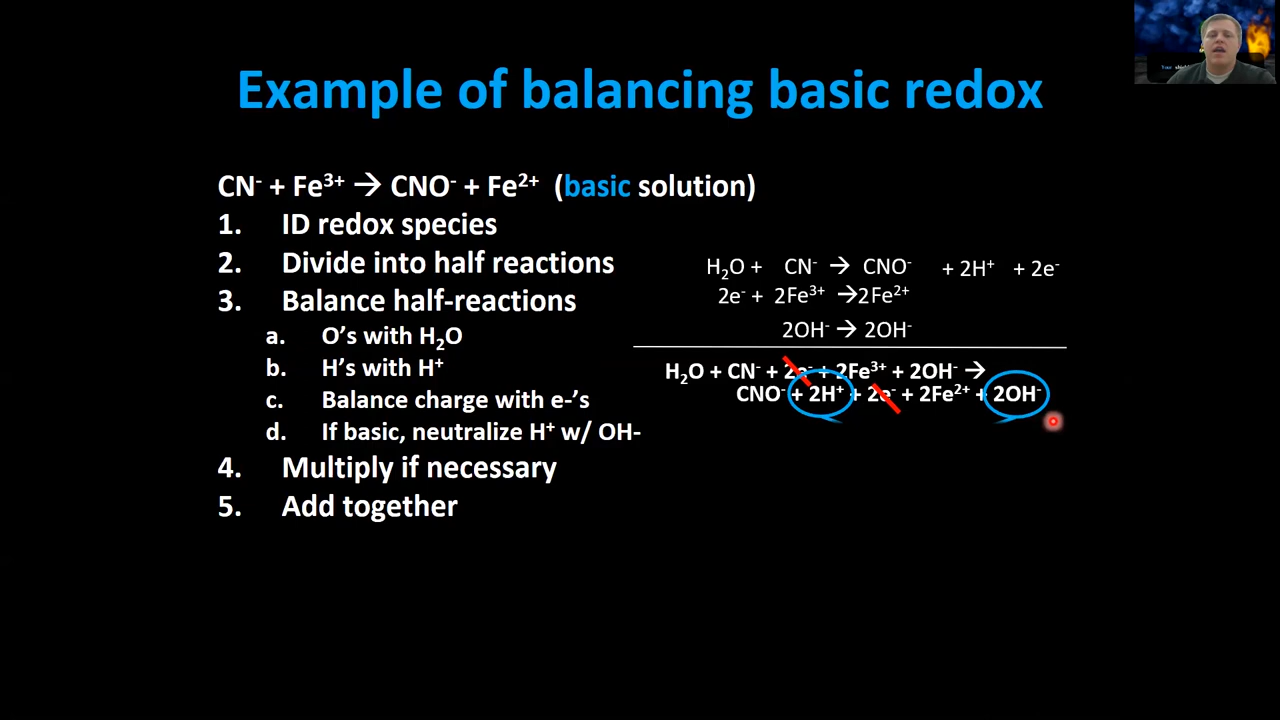 Example of balancing basic redox
CN⁻ + Fe³⁺ → CNO⁻ + Fe²⁺ (basic solution)
1. ID redox species
2. Divide into half reactions
3. Balance half-reactions
a. O's with H₂O
b. H's with H⁺
c. Balance charge with e-'s
d. If basic, neutralize H⁺ w/ OH-
4. Multiply if necessary
5. Add together
H₂O + CN⁻ → CNO⁻ + 2H⁺ + 2e⁻
2e⁻ + 2Fe³⁺ → 2Fe²⁺
2OH⁻ → 2OH⁻
H₂O + CN⁻ + 2e⁻ + 2Fe³⁺ + 2OH⁻ →
CNO⁻ + 2H⁺ + 2e⁻ + 2Fe²⁺ + 2OH⁻